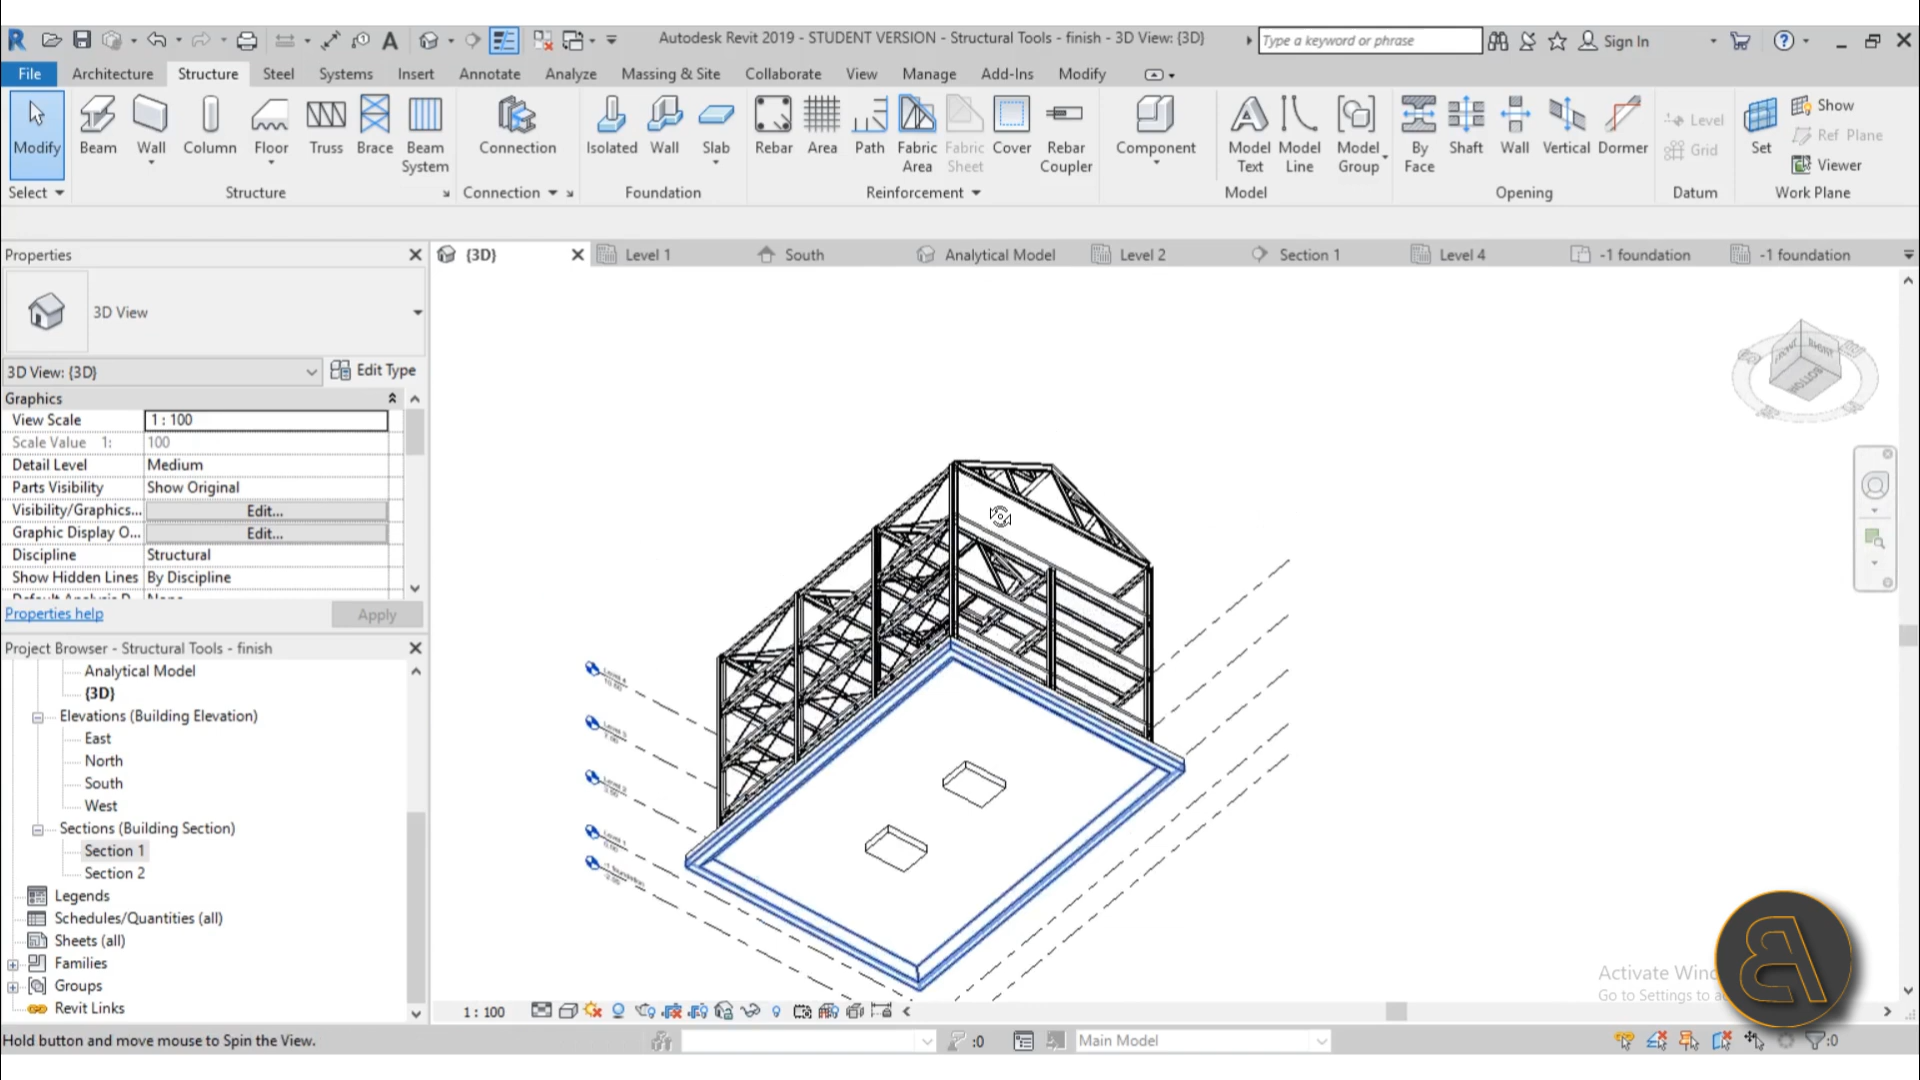 Autodesk Revit 2019 - STUDENT VERSION - Structural Tools - finish - 3D View: {3D}
Type a keyword or phrase
Sign In
File Architecture Structure Steel Systems Insert Annotate Analyze Massing & Site Collaborate View Manage Add-Ins Modify
Modify Beam Wall Column Floor Truss Brace Beam System Connection Isolated Wall Slab Rebar Area Path Fabric Area Fabric Sheet Cover Rebar Coupler Component Model Text Model Line Model Group By Face Shaft Wall Vertical Dormer Level Grid Set Show Ref Plane Viewer
Select Structure Connection Foundation Reinforcement Model Opening Datum Work Plane
Properties
{3D} Level 1 South Analytical Model Level 2 Section 1 Level 4 -1 foundation -1 foundation
3D View
3D View: {3D} Edit Type
Graphics
View Scale 1 : 100
Scale Value 1: 100
Detail Level Medium
Parts Visibility Show Original
Visibility/Graphics... Edit...
Graphic Display O... Edit...
Discipline Structural
Show Hidden Lines By Discipline
Properties help Apply
Project Browser - Structural Tools - finish
Analytical Model
{3D}
Elevations (Building Elevation)
East
North
South
West
Sections (Building Section)
Section 1
Section 2
Legends
Schedules/Quantities (all)
Sheets (all)
Families
Groups
Revit Links
RIGHT
BOTTOM
Activate Wind
Go to Settings to a
1 : 100
Hold button and move mouse to Spin the View.
:0
Main Model
:0